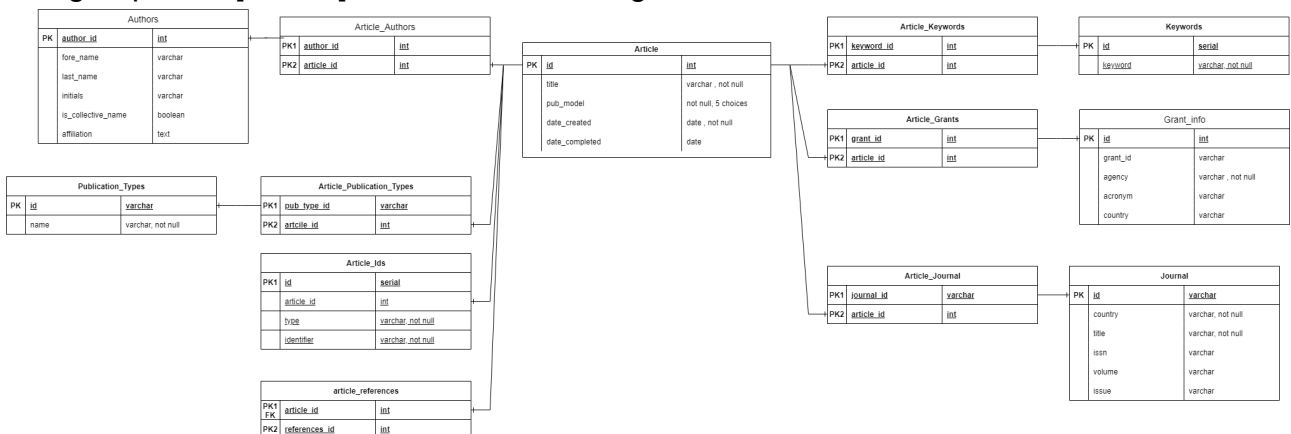 Authors
PK author_id int
fore_name varchar
last_name varchar
initials varchar
is_collective_name boolean
affiliation text
Article_Authors
PK1 author_id int
PK2 article_id int
Article
PK id int
title varchar , not null
pub_model not null, 5 choices
date_created date , not null
date_completed date
Article_Keywords
PK1 keyword_id int
PK2 article_id int
Keywords
PK id serial
keyword varchar, not null
Article_Grants
PK1 grant_id int
PK2 article_id int
Grant_info
PK id int
grant_id varchar
agency varchar , not null
acronym varchar
country varchar
Publication_Types
PK id varchar
name varchar, not null
Article_Publication_Types
PK1 pub_type_id varchar
PK2 artcile_id int
Article_Ids
PK1 id serial
article_id int
type varchar, not null
identifier varchar, not null
Article_Journal
PK1 journal_id varchar
PK2 article_id int
Journal
PK id varchar
country varchar, not null
title varchar, not null
issn varchar
volume varchar
issue varchar
article_references
PK1 FK article_id int
PK2 references_id int